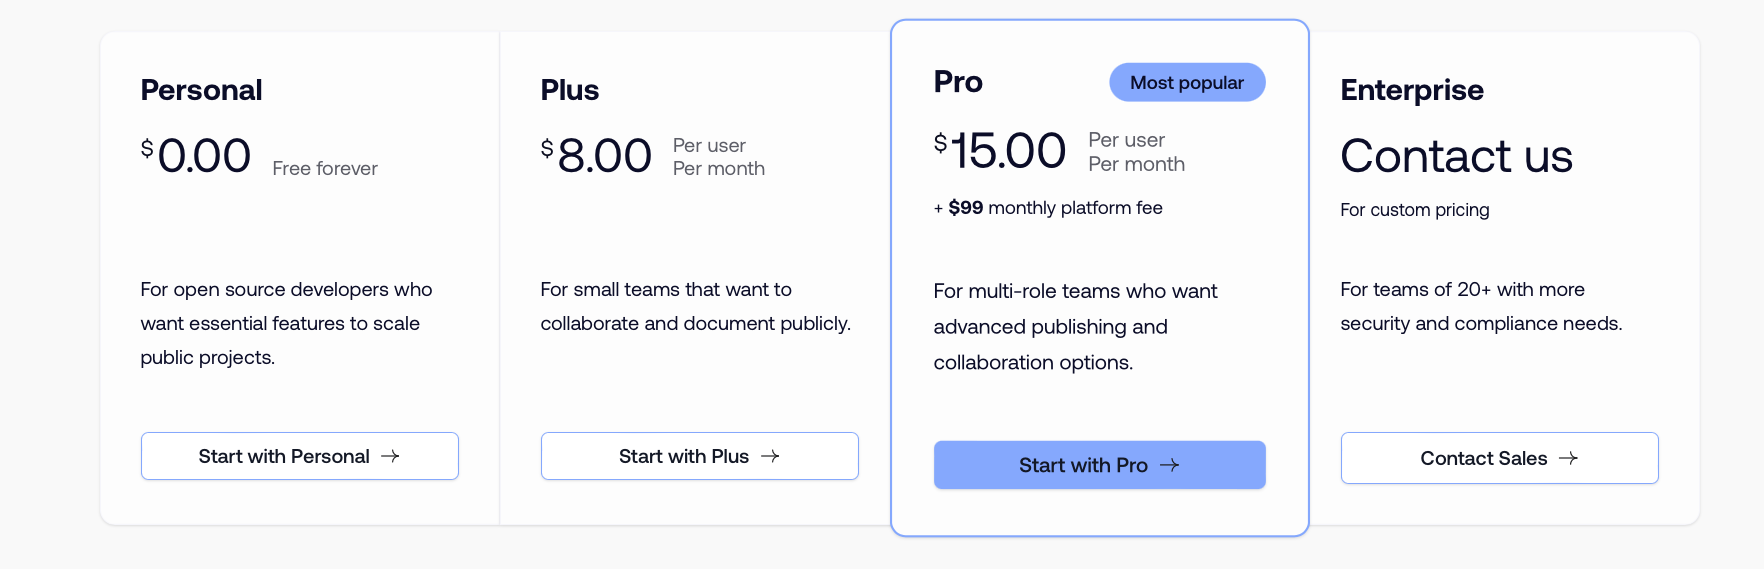 Personal
$0.00 Free forever
For open source developers who
want essential features to scale
public projects.
Start with Personal →
Plus
$8.00 Per user
Per month
For small teams that want to
collaborate and document publicly.
Start with Plus →
Pro
Most popular
$15.00 Per user
Per month
+ $99 monthly platform fee
For multi-role teams who want
advanced publishing and
collaboration options.
Start with Pro →
Enterprise
Contact us
For custom pricing
For teams of 20+ with more
security and compliance needs.
Contact Sales →